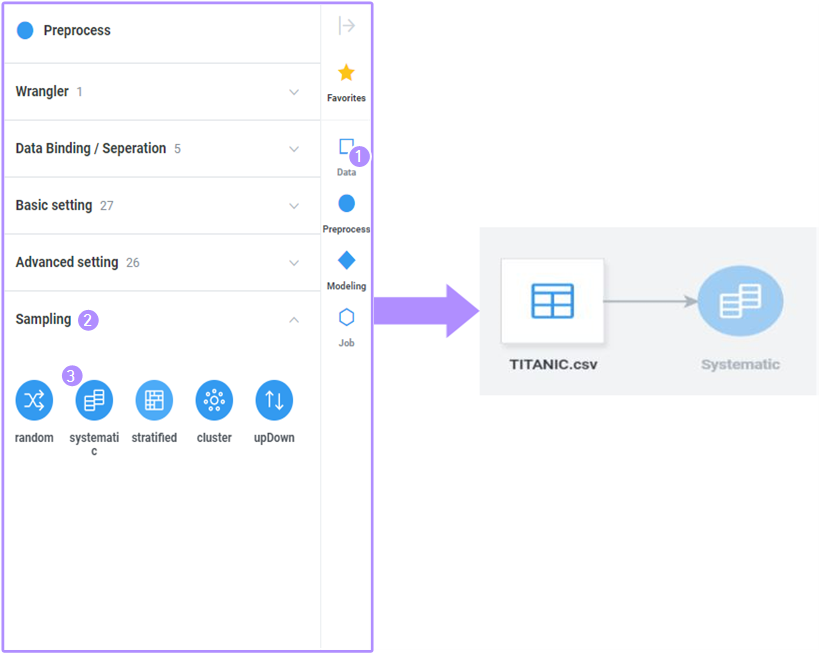 Preprocess
Favorites
Wrangler 1
Data Binding / Seperation 5
1
Data
Basic setting 27
Preprocess
Advanced setting 26
Modeling
Sampling 2
Job
3
random
systemati
c
stratified
cluster
upDown
TITANIC.csv
Systematic